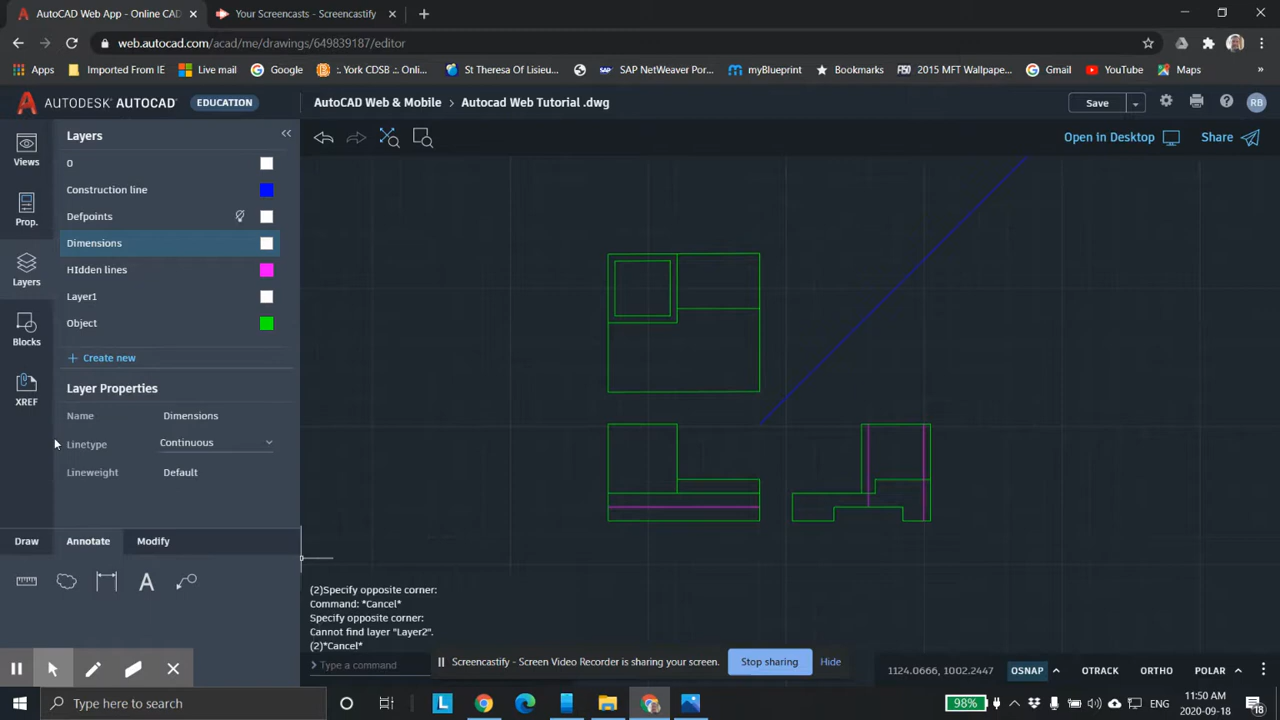 AutoCAD Web App - Online CAD
Your Screencasts - Screencastify
web.autocad.com/acad/me/drawings/649839187/editor
Apps
Imported From IE
Live mail
Google
: York CDSB :.: Onli...
St Theresa Of Lisieu...
SAP NetWeaver Por...
myBlueprint
Bookmarks
2015 MFT Wallpape...
Gmail
YouTube
Maps
AUTODESK® AUTOCAD
EDUCATION
AutoCAD Web & Mobile > Autocad Web Tutorial .dwg
Save
RB
Views
Prop.
Layers
Blocks
XREF
Layers
0
Construction line
Defpoints
Dimensions
HIdden lines
Layer1
Object
+ Create new
Layer Properties
Name Dimensions
Linetype Continuous
Lineweight Default
Open in Desktop
Share
Draw
Annotate
Modify
A
(2)Specify opposite corner:
Command: *Cancel*
Specify opposite corner:
Cannot find layer "Layer2".
(2)*Cancel*
Type a command
Screencastify - Screen Video Recorder is sharing your screen.
Stop sharing
Hide
1124.0666, 1002.2447
OSNAP
OTRACK
ORTHO
POLAR
Type here to search
L
98%
ENG
11:50 AM
2020-09-18
18